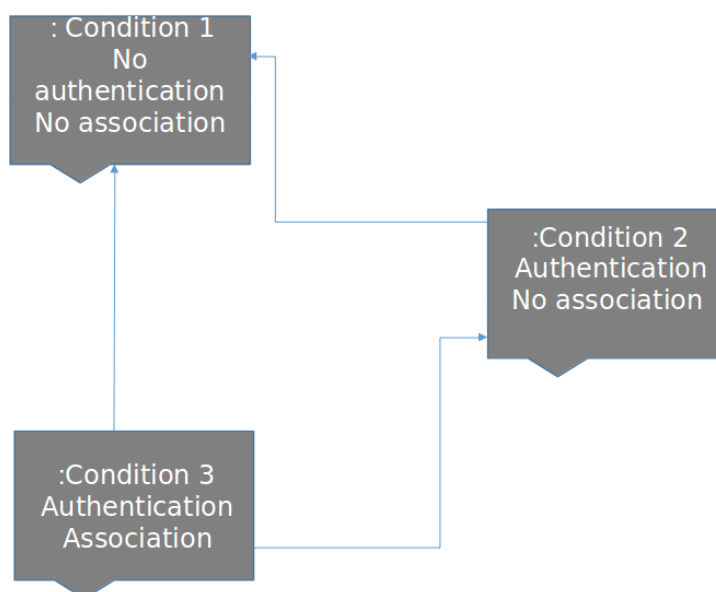 : Condition 1
No
authentication
No association
:Condition 2
Authentication
No association
:Condition 3
Authentication
Association